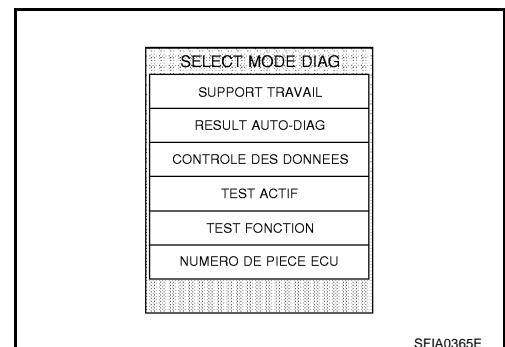 SELECT MODE DIAG
SUPPORT TRAVAIL
RESULT AUTO-DIAG
CONTROLE DES DONNEES
TEST ACTIF
TEST FONCTION
NUMERO DE PIECE ECU
SFIA0365E